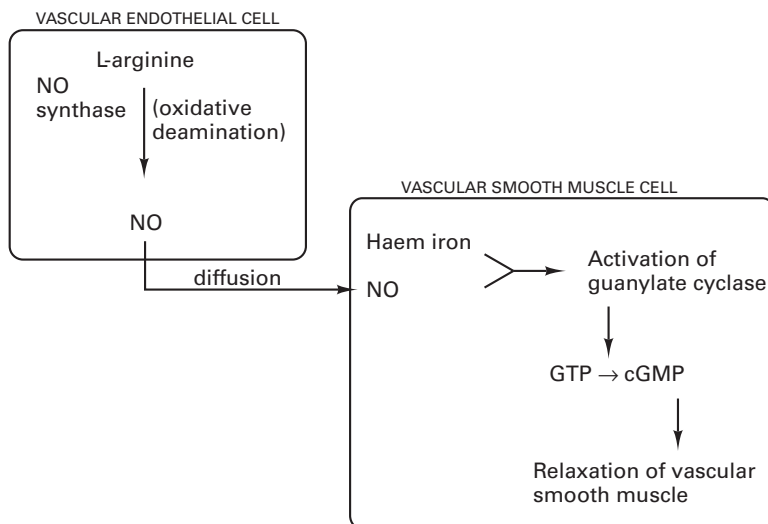 VASCULAR ENDOTHELIAL CELL
L-arginine
NO
synthase
(oxidative
deamination)
NO
diffusion
VASCULAR SMOOTH MUSCLE CELL
Haem iron
NO
Activation of
guanylate cyclase
GTP → cGMP
Relaxation of vascular
smooth muscle